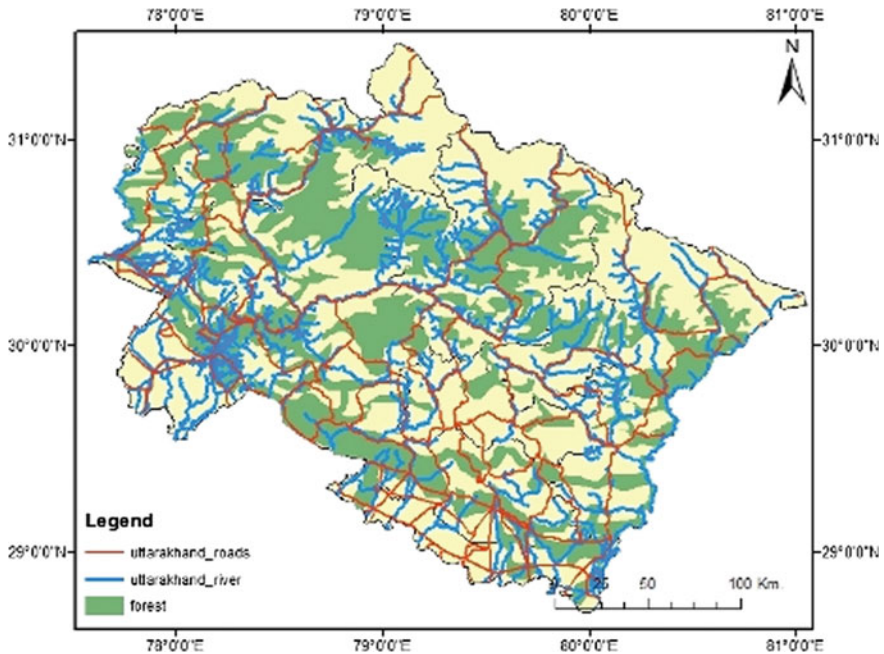 78°0'0"E 79°0'0"E 80°0'0"E 81°0'0"E
N
31°0'0"N 31°0'0"N
30°0'0"N 30°0'0"N
Legend
29°0'0"N uttarakhand_roads 29°0'0"N
uttarakhand_river
forest
0 25 50 100 Km.
78°0'0"E 79°0'0"E 80°0'0"E 81°0'0"E